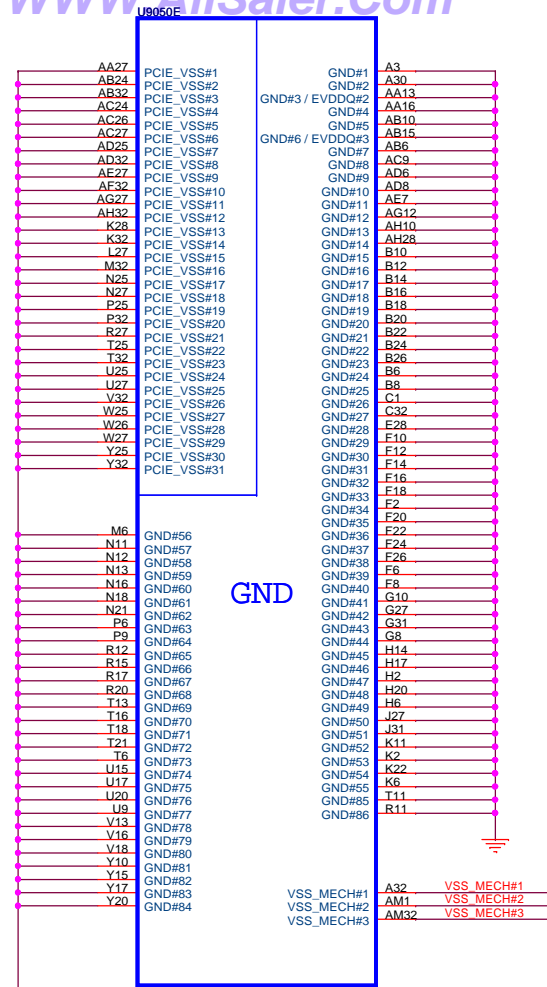 WWW.AliSaler.Com
U9050E
AA27 PCIE_VSS#1
AB24 PCIE_VSS#2
AB32 PCIE_VSS#3
AC24 PCIE_VSS#4
AC26 PCIE_VSS#5
AC27 PCIE_VSS#6
AD25 PCIE_VSS#7
AD32 PCIE_VSS#8
AE27 PCIE_VSS#9
AF32 PCIE_VSS#10
AG27 PCIE_VSS#11
AH32 PCIE_VSS#12
K28 PCIE_VSS#13
K32 PCIE_VSS#14
L27 PCIE_VSS#15
M32 PCIE_VSS#16
N25 PCIE_VSS#17
N27 PCIE_VSS#18
P25 PCIE_VSS#19
P32 PCIE_VSS#20
R27 PCIE_VSS#21
T25 PCIE_VSS#22
T32 PCIE_VSS#23
U25 PCIE_VSS#24
U27 PCIE_VSS#25
V32 PCIE_VSS#26
W25 PCIE_VSS#27
W26 PCIE_VSS#28
W27 PCIE_VSS#29
Y25 PCIE_VSS#30
Y32 PCIE_VSS#31
M6 GND#56
N11 GND#57
N12 GND#58
N13 GND#59
N16 GND#60
N18 GND#61
N21 GND#62
P6 GND#63
P9 GND#64
R12 GND#65
R15 GND#66
R17 GND#67
R20 GND#68
T13 GND#69
T16 GND#70
T18 GND#71
T21 GND#72
T6 GND#73
U15 GND#74
U17 GND#75
U20 GND#76
U9 GND#77
V13 GND#78
V16 GND#79
V18 GND#80
Y10 GND#81
Y15 GND#82
Y17 GND#83
Y20 GND#84
GND
GND#1 A3
GND#2 A30
GND#3 / EVDDQ#2 AA13
GND#4 AA16
GND#5 AB10
GND#6 / EVDDQ#3 AB15
GND#7 AB6
GND#8 AC9
GND#9 AD6
GND#10 AD8
GND#11 AE7
GND#12 AG12
GND#13 AH10
GND#14 AH28
GND#15 B10
GND#16 B12
GND#17 B14
GND#18 B16
GND#19 B18
GND#20 B20
GND#21 B22
GND#22 B24
GND#23 B26
GND#24 B6
GND#25 B8
GND#26 C1
GND#27 C32
GND#28 E28
GND#29 F10
GND#30 F12
GND#31 F14
GND#32 F16
GND#33 F18
GND#34 F2
GND#35 F20
GND#36 F22
GND#37 F24
GND#38 F26
GND#39 F6
GND#40 F8
GND#41 G10
GND#42 G27
GND#43 G31
GND#44 G8
GND#45 H14
GND#46 H17
GND#47 H2
GND#48 H20
GND#49 H6
GND#50 J27
GND#51 J31
GND#52 K11
GND#53 K2
GND#54 K22
GND#55 K6
GND#85 T11
GND#86 R11
VSS_MECH#1 A32 VSS_MECH#1
VSS_MECH#2 AM1 VSS_MECH#2
VSS_MECH#3 AM32 VSS_MECH#3